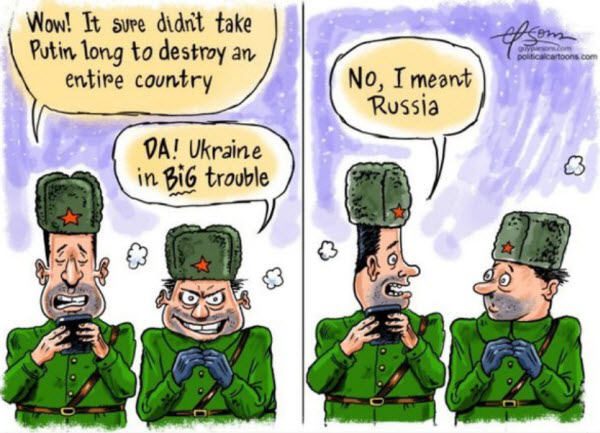 Wow! It sure didn't take
Putin long to destroy an
entire country
DA! Ukraine
in BiG trouble
guyparsons.com
politicalcartoons.com
No, I meant
Russia